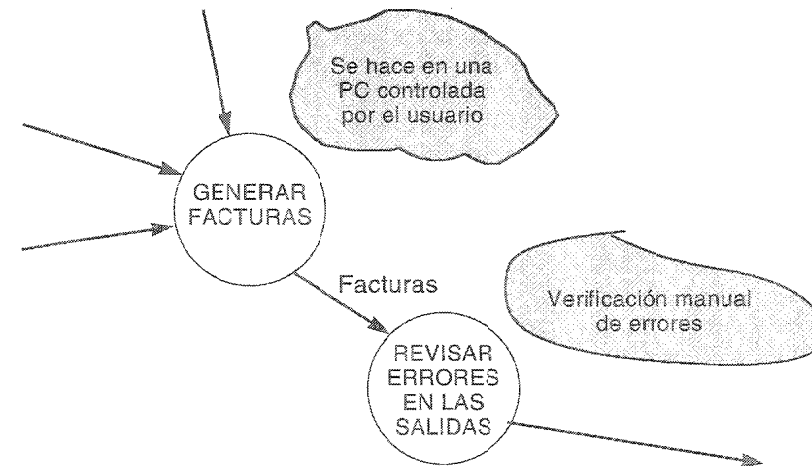 Se hace en una
PC controlada
por el usuario
GENERAR
FACTURAS
Facturas
Verificación manual
de errores
REVISAR
ERRORES
EN LAS
SALIDAS